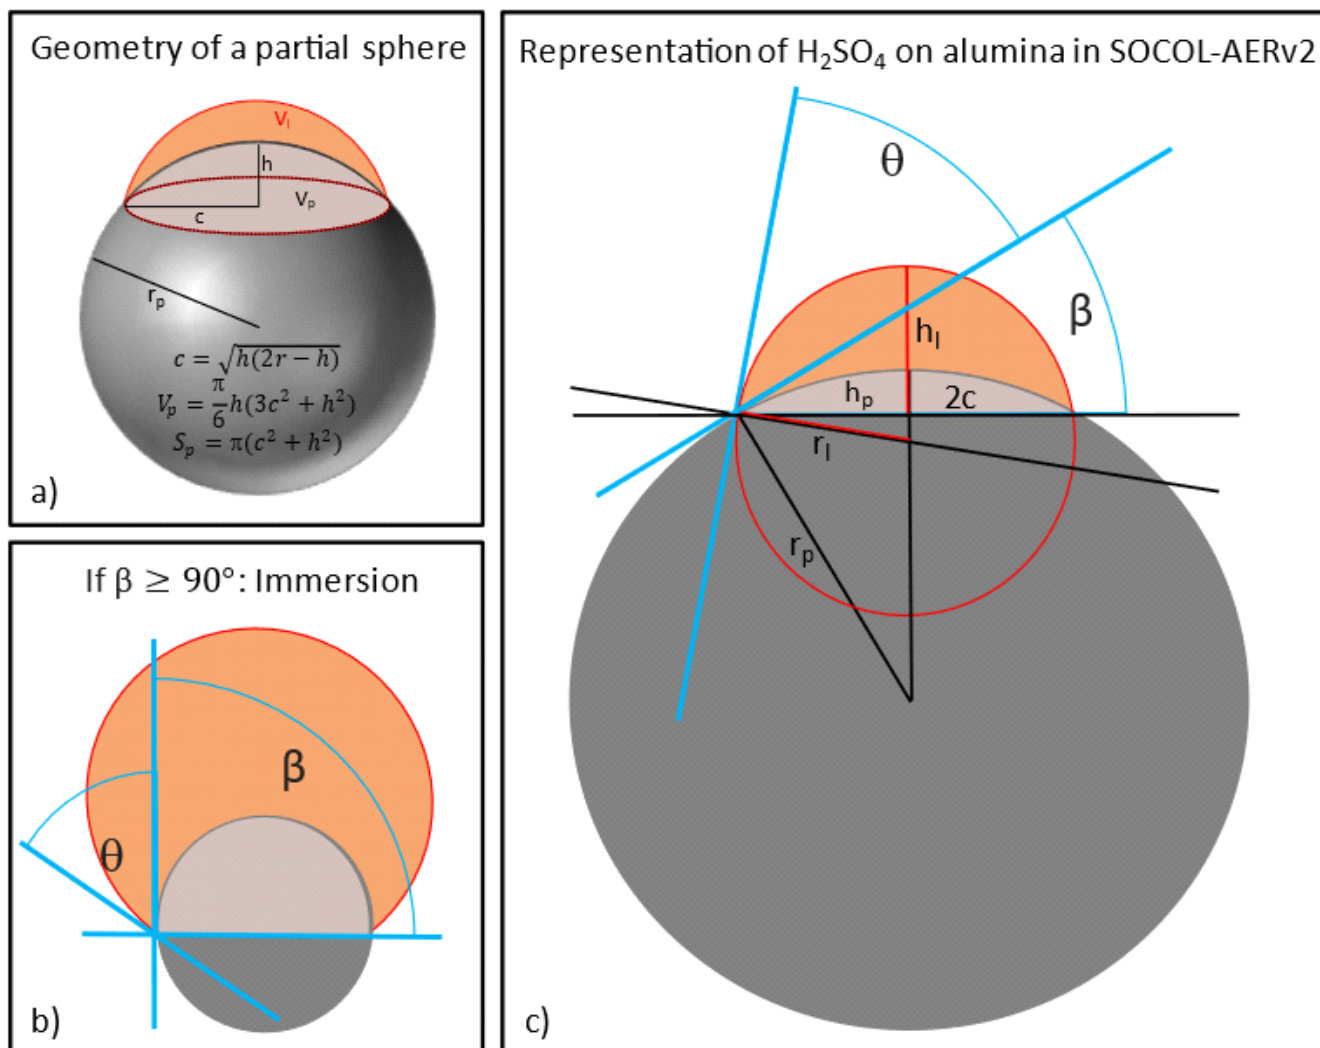 Geometry of a partial sphere
V_l
h
V_p
c
r_p
c = √h(2r − h)
V_p = π/6 h(3c² + h²)
S_p = π(c² + h²)
a)
If β ≥ 90°: Immersion
β
θ
b)
Representation of H₂SO₄ on alumina in SOCOL-AERv2
θ
β
h_l
h_p
2c
r_l
r_p
c)